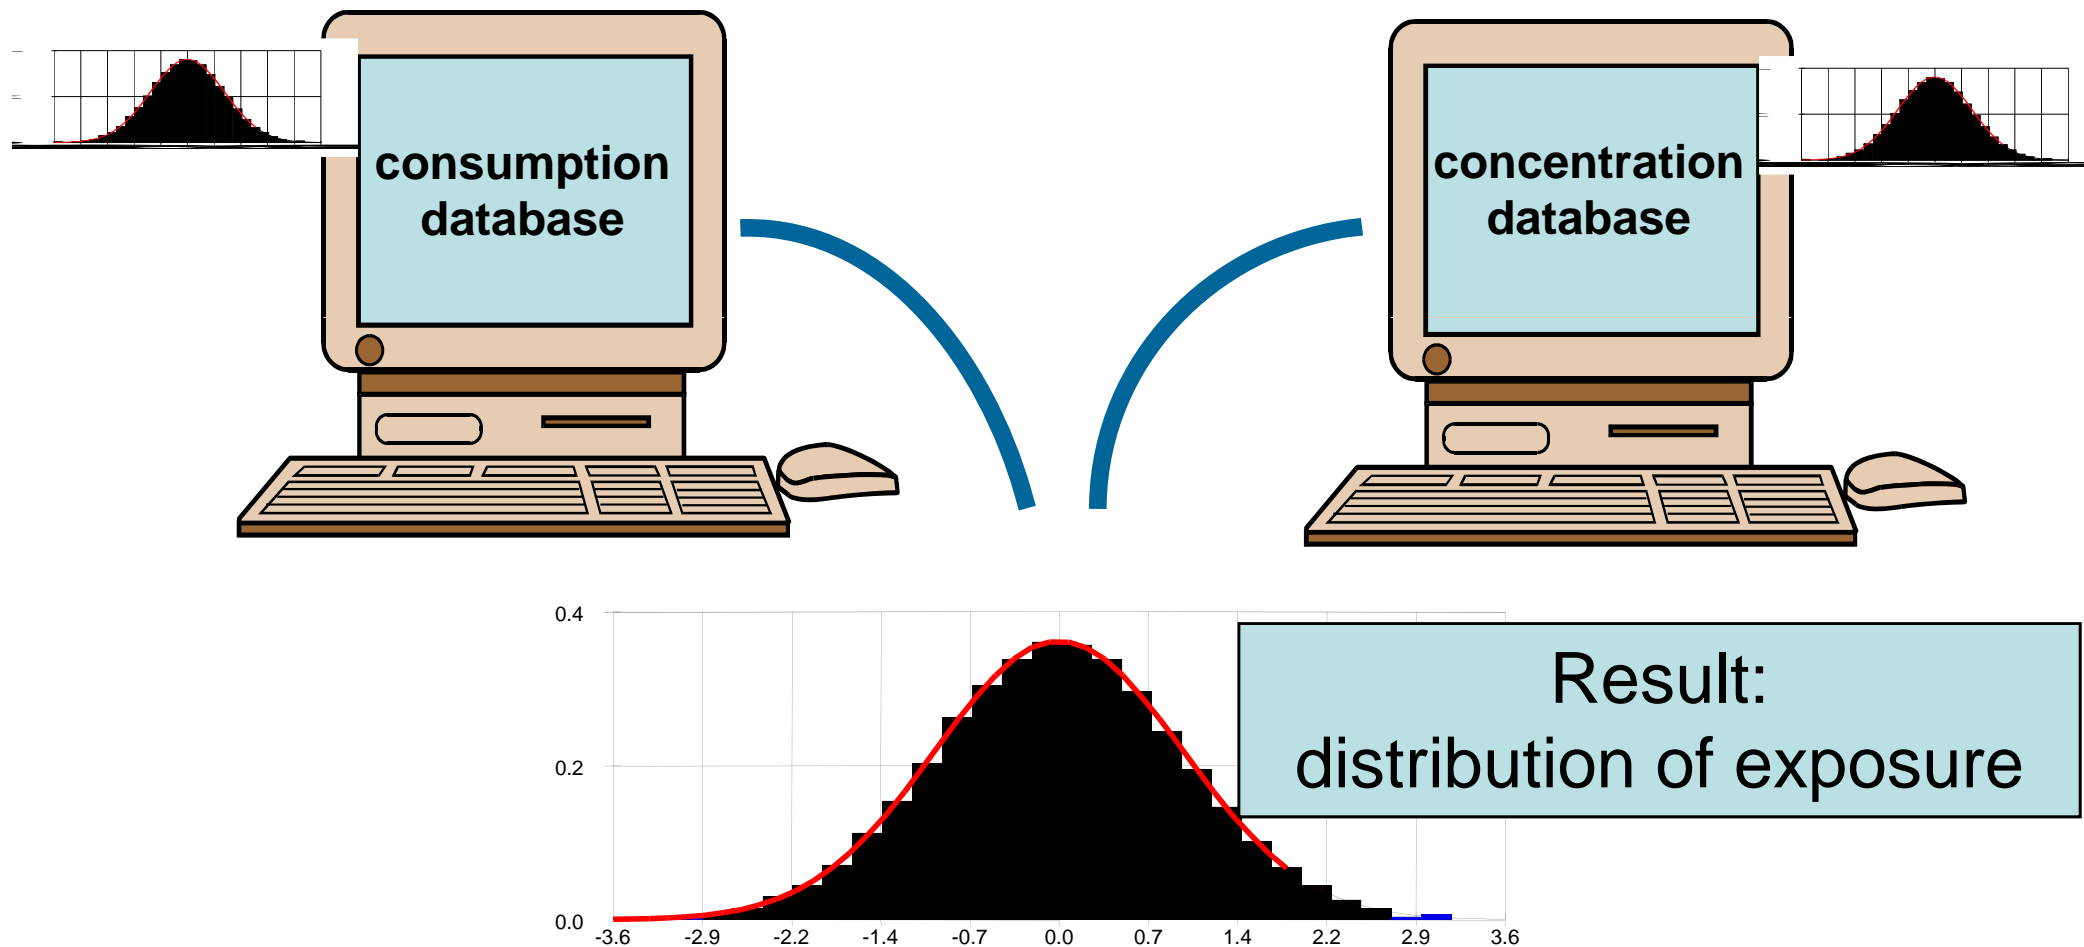 consumption
database
concentration
database
Result:
distribution of exposure
0.4
0.2
0.0
-3.6 -2.9 -2.2 -1.4 -0.7 0.0 0.7 1.4 2.2 2.9 3.6